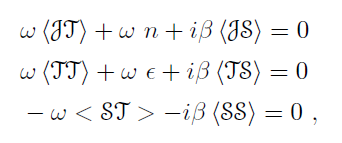 ω ⟨𝒥𝒯⟩ + ω n + iβ ⟨𝒥𝒮⟩ = 0
ω ⟨𝒯𝒯⟩ + ω ϵ + iβ ⟨𝒯𝒮⟩ = 0
− ω < 𝒮𝒯 > −iβ ⟨𝒮𝒮⟩ = 0 ,